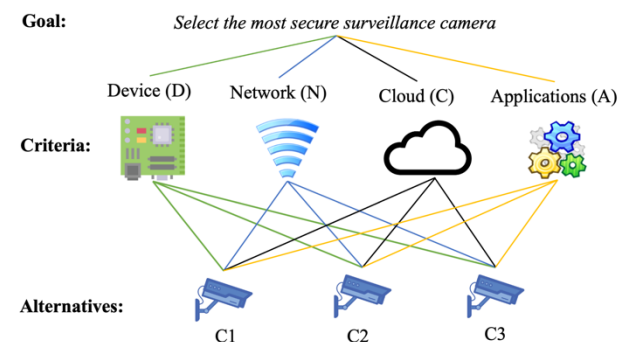 Goal: Select the most secure surveillance camera
Device (D) Network (N) Cloud (C) Applications (A)
Criteria:
Alternatives:
C1 C2 C3